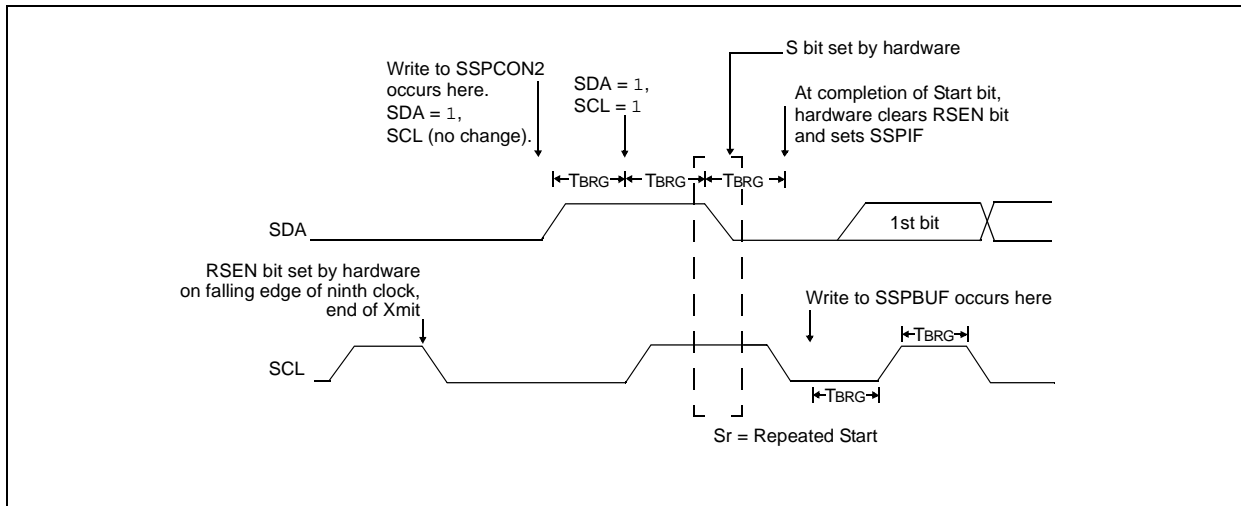 S bit set by hardware
Write to SSPCON2
occurs here.
SDA = 1,
SCL (no change).
SDA = 1,
SCL = 1
At completion of Start bit,
hardware clears RSEN bit
and sets SSPIF
TBRG
TBRG
TBRG
SDA
1st bit
RSEN bit set by hardware
on falling edge of ninth clock,
end of Xmit
Write to SSPBUF occurs here
TBRG
SCL
TBRG
Sr = Repeated Start